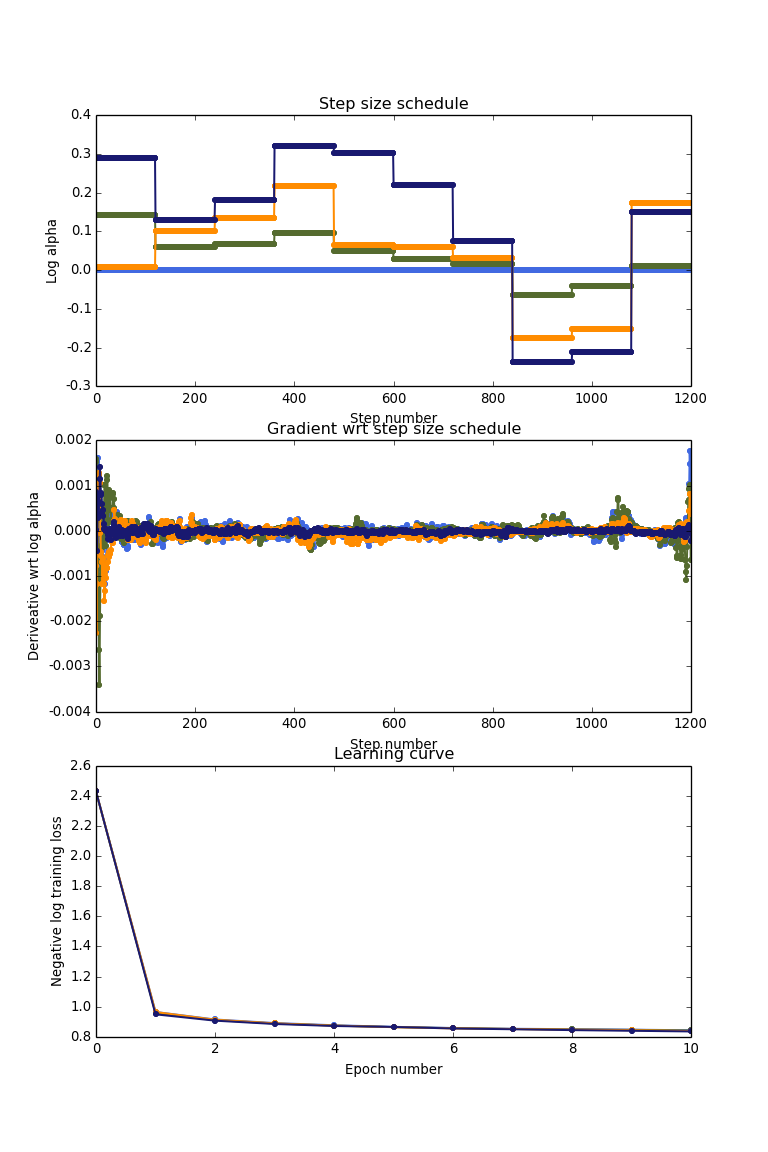 Step size schedule
0.4
0.3
0.2
0.1
0.0
-0.1
-0.2
-0.3
Log alpha
0 200 400 600 800 1000 1200
Step number
Gradient wrt step size schedule
0.002
0.001
0.000
-0.001
-0.002
-0.003
-0.004
Deriveative wrt log alpha
0 200 400 600 800 1000 1200
Step number
Learning curve
2.6
2.4
2.2
2.0
1.8
1.6
1.4
1.2
1.0
0.8
Negative log training loss
0 2 4 6 8 10
Epoch number